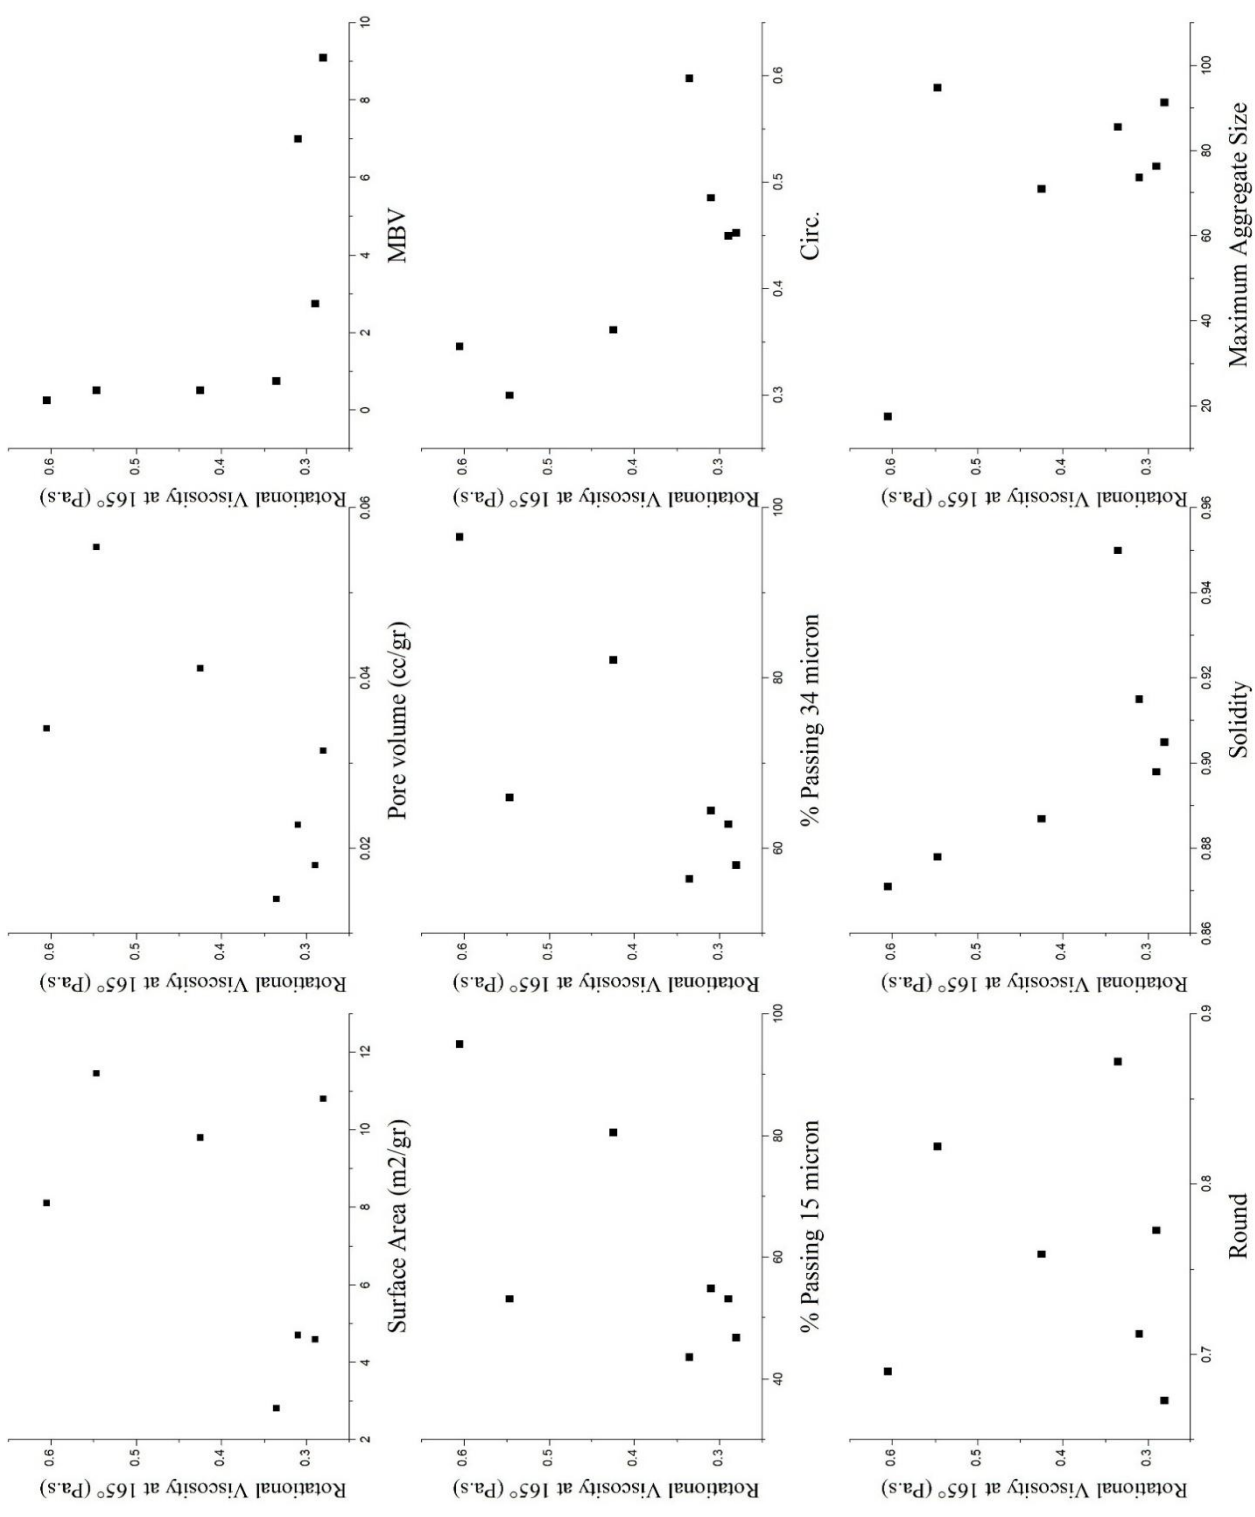 Rotational Viscosity at 165° (Pa.s)
0.6
0.5
0.4
0.3
2 4 6 8 10 12
Surface Area (m2/gr)
Rotational Viscosity at 165° (Pa.s)
0.6
0.5
0.4
0.3
0.02 0.04 0.06
Pore volume (cc/gr)
Rotational Viscosity at 165° (Pa.s)
0.6
0.5
0.4
0.3
0 2 4 6 8 10
MBV
Rotational Viscosity at 165° (Pa.s)
0.6
0.5
0.4
0.3
40 60 80 100
% Passing 15 micron
Rotational Viscosity at 165° (Pa.s)
0.6
0.5
0.4
0.3
60 80 100
% Passing 34 micron
Rotational Viscosity at 165° (Pa.s)
0.6
0.5
0.4
0.3
0.3 0.4 0.5 0.6
Circ.
Rotational Viscosity at 165° (Pa.s)
0.6
0.5
0.4
0.3
0.7 0.8 0.9
Round
Rotational Viscosity at 165° (Pa.s)
0.6
0.5
0.4
0.3
0.86 0.88 0.90 0.92 0.94 0.96
Solidity
Rotational Viscosity at 165° (Pa.s)
0.6
0.5
0.4
0.3
20 40 60 80 100
Maximum Aggregate Size